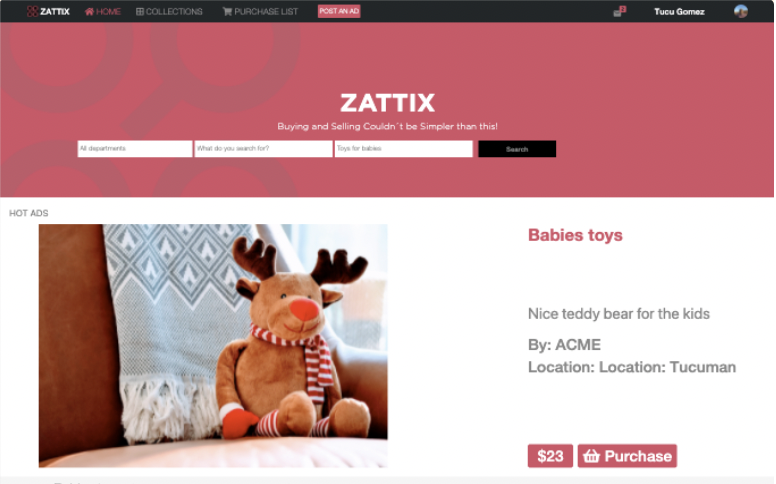 ZATTIX HOME COLLECTIONS PURCHASE LIST POST AN AD Tucu Gomez
ZATTIX
Buying and Selling Couldn´t be Simpler than this!
All departments What do you search for? Toys for babies Search
HOT ADS
Babies toys
Nice teddy bear for the kids
By: ACME
Location: Location: Tucuman
$23 Purchase